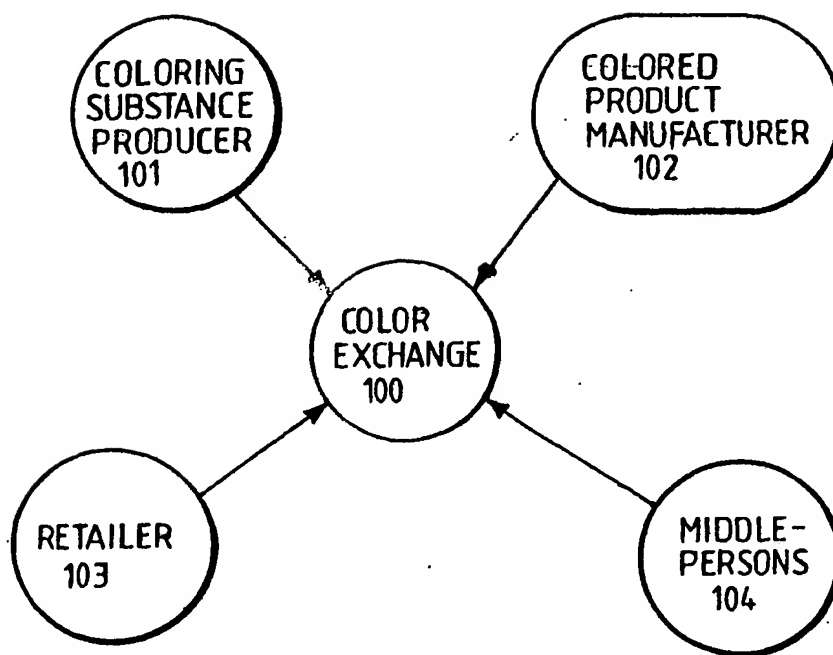 COLORING
SUBSTANCE
PRODUCER
101
COLORED
PRODUCT
MANUFACTURER
102
COLOR
EXCHANGE
100
RETAILER
103
MIDDLE-
PERSONS
104